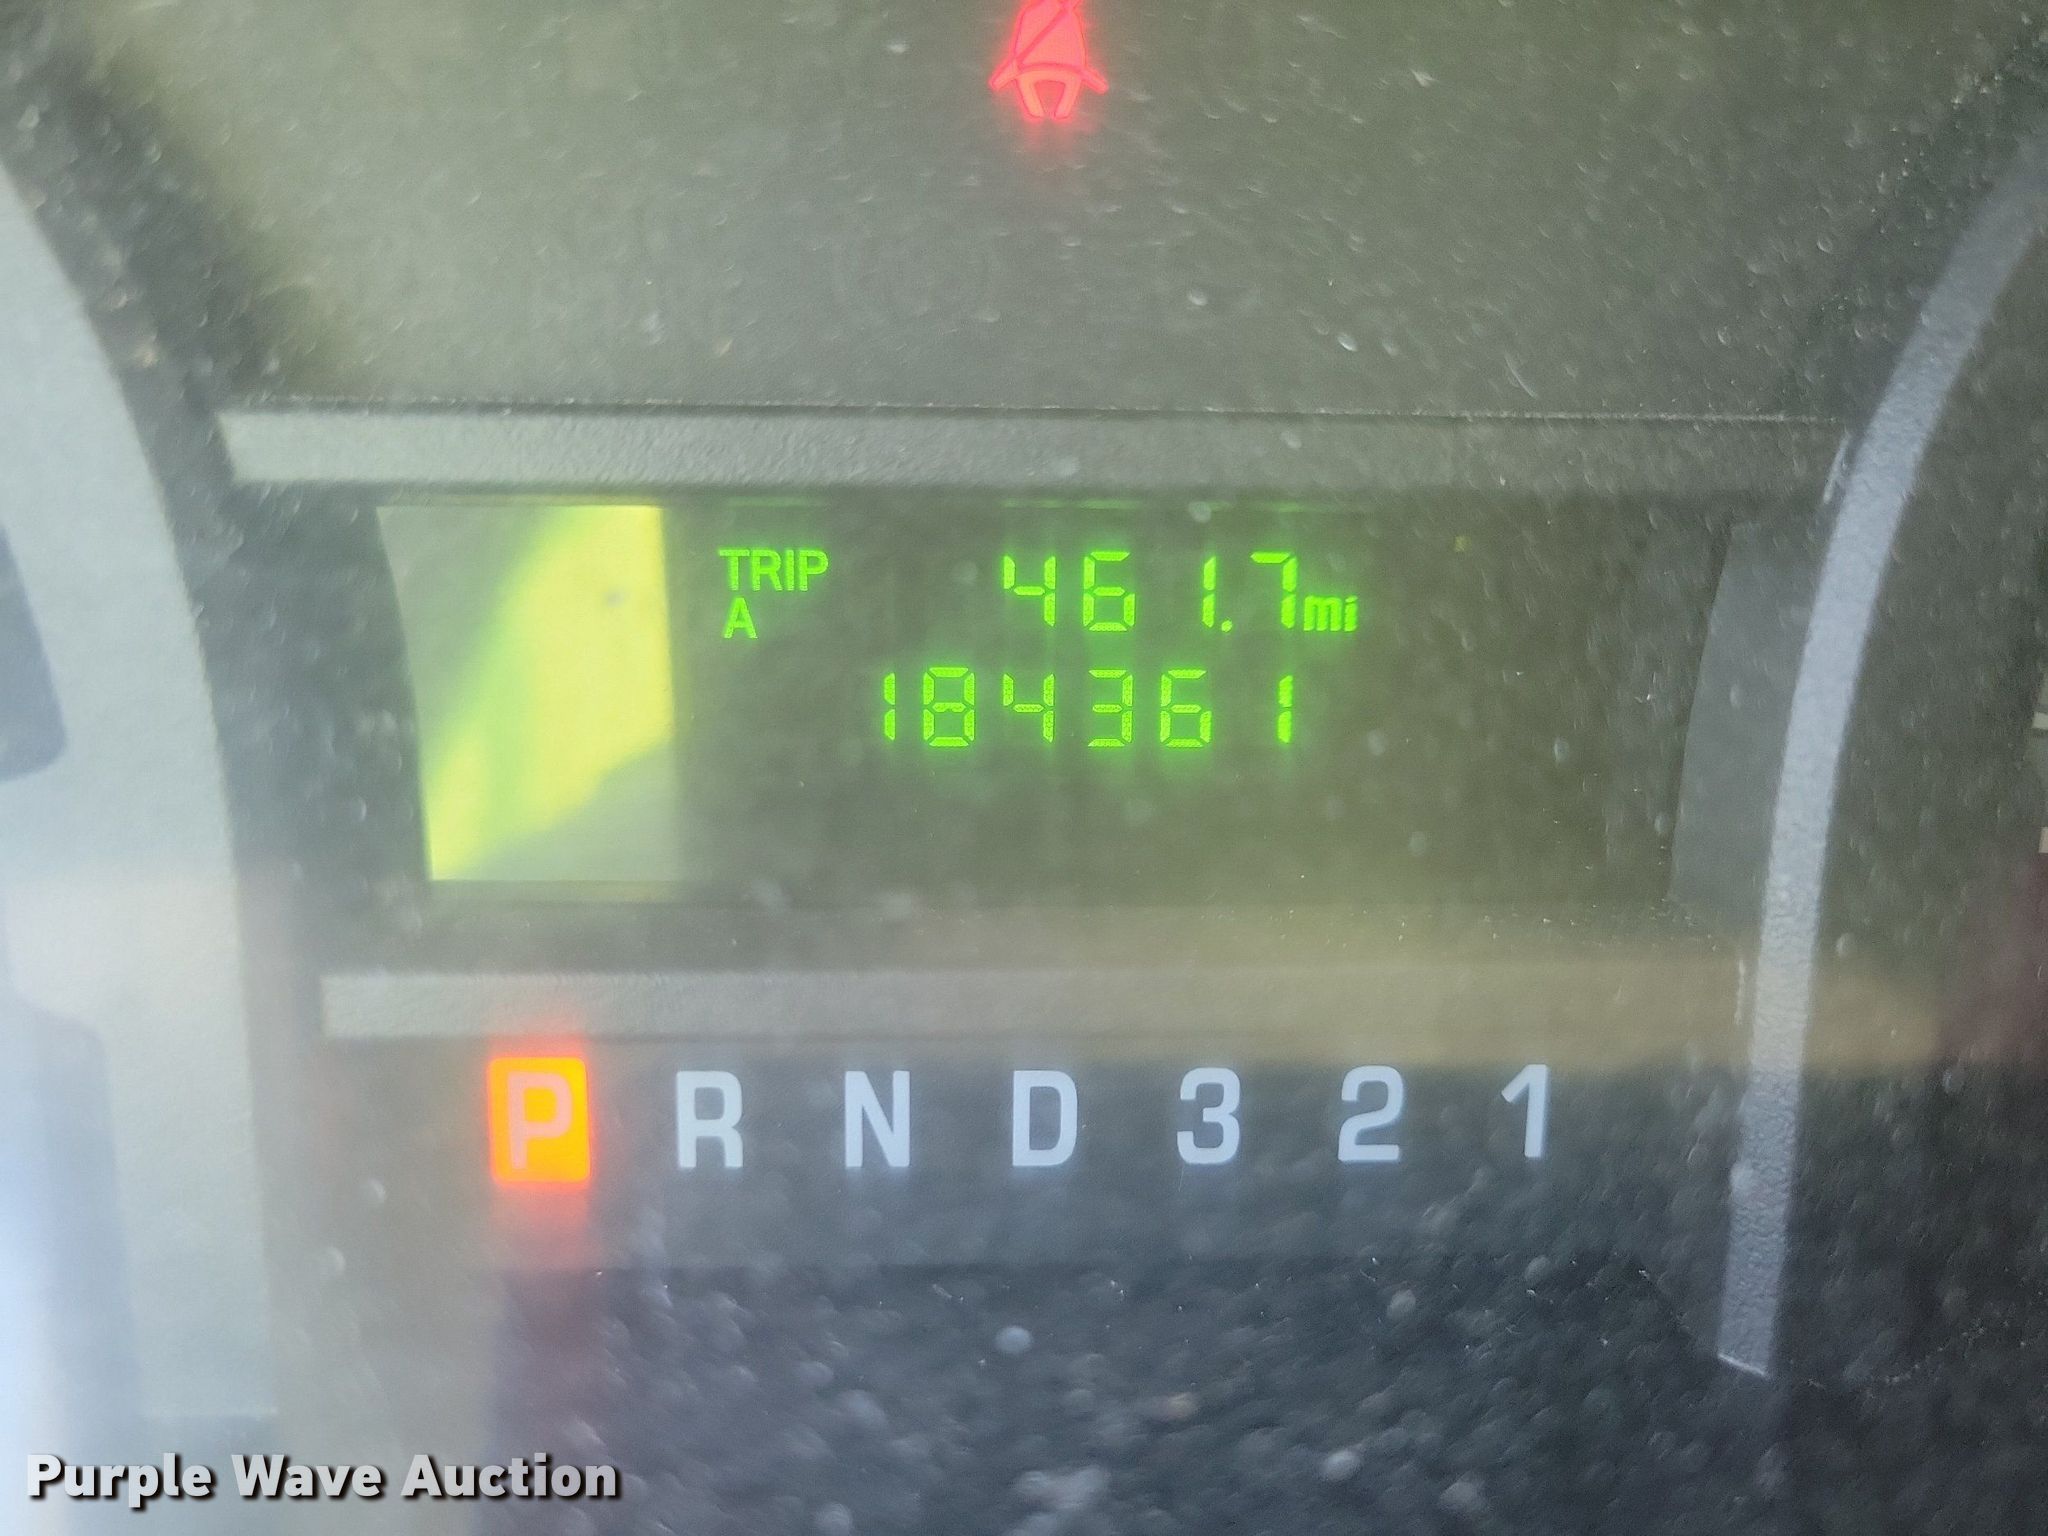 TRIP 461.7mi
A
184361
P R N D 3 2 1
Purple Wave Auction